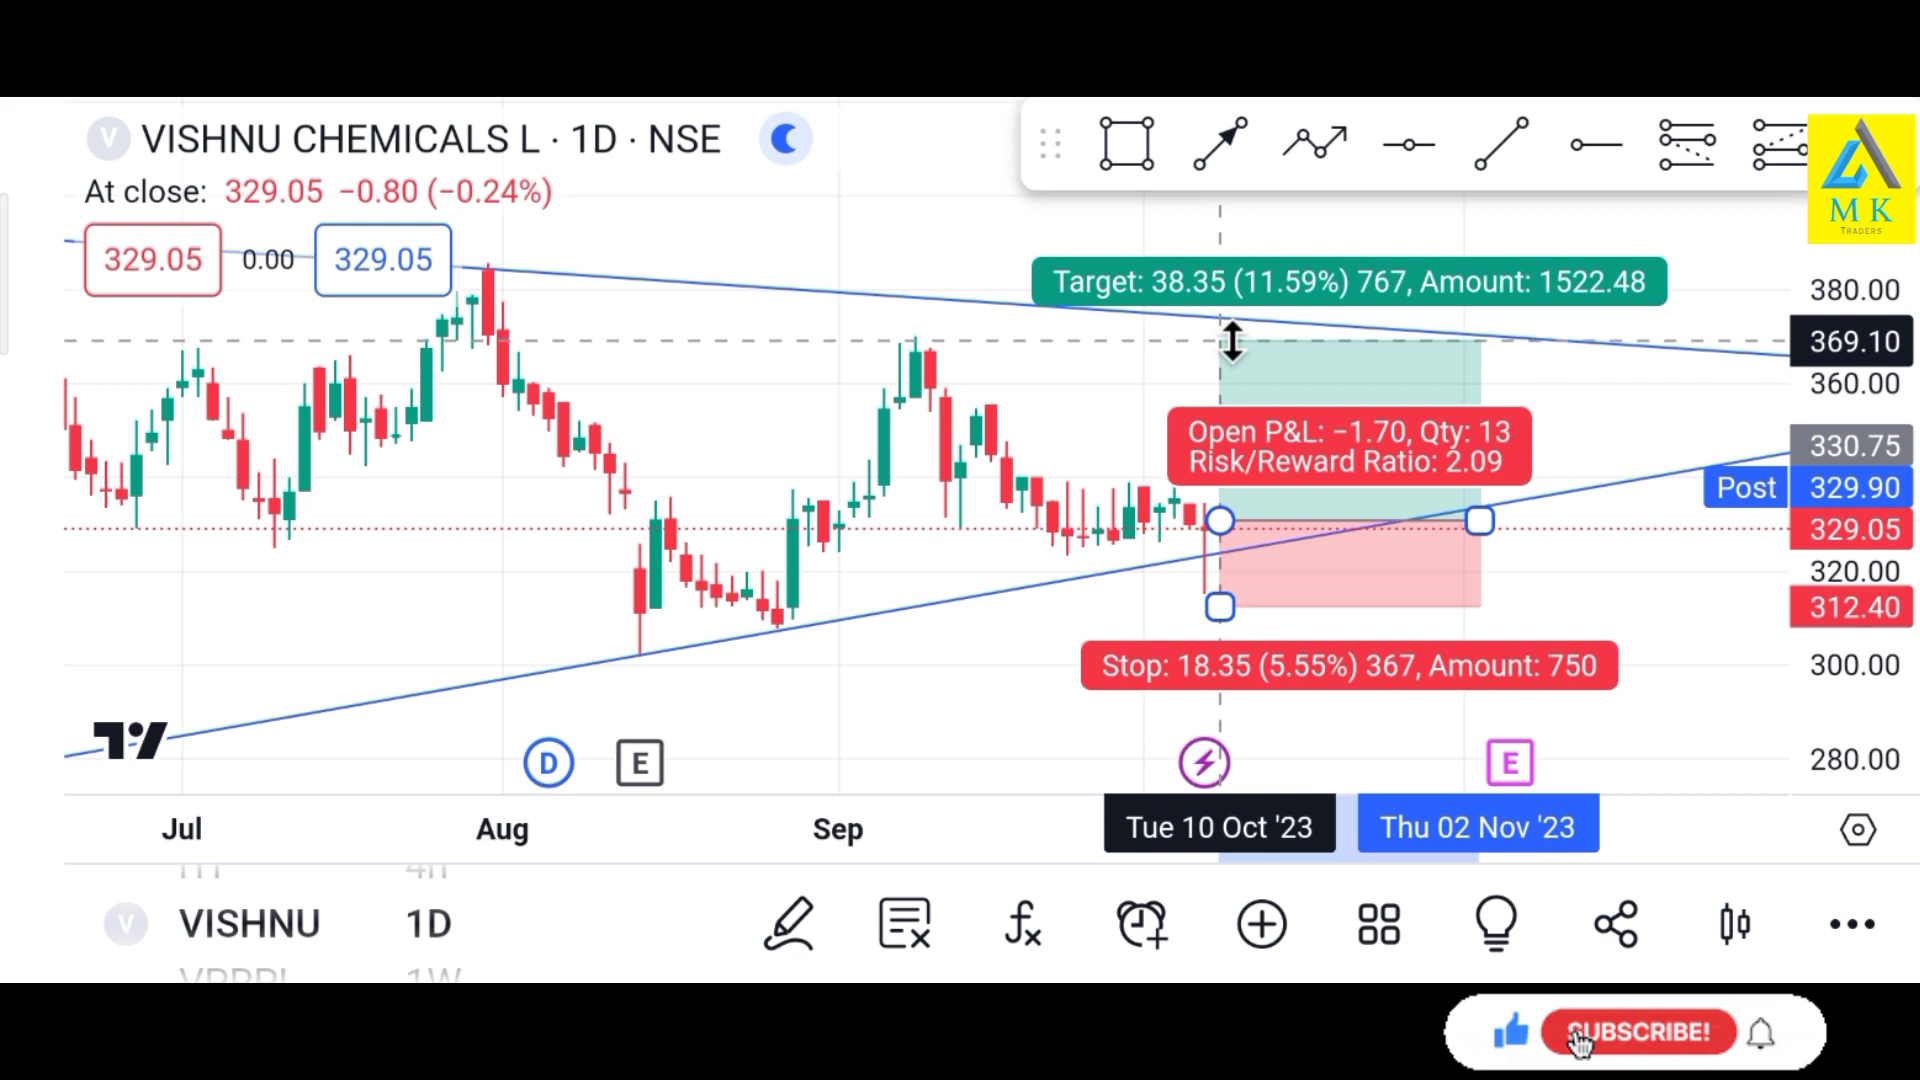 V VISHNU CHEMICALS L · 1D · NSE
At close: 329.05 −0.80 (−0.24%)
329.05 0.00 329.05
M K
TRADERS
Target: 38.35 (11.59%) 767, Amount: 1522.48
380.00
369.10
360.00
Open P&L: −1.70, Qty: 13
Risk/Reward Ratio: 2.09
330.75
Post 329.90
329.05
320.00
312.40
Stop: 18.35 (5.55%) 367, Amount: 750
300.00
D E E
280.00
Jul Aug Sep Tue 10 Oct '23 Thu 02 Nov '23
V VISHNU 1D
1W
SUBSCRIBE!